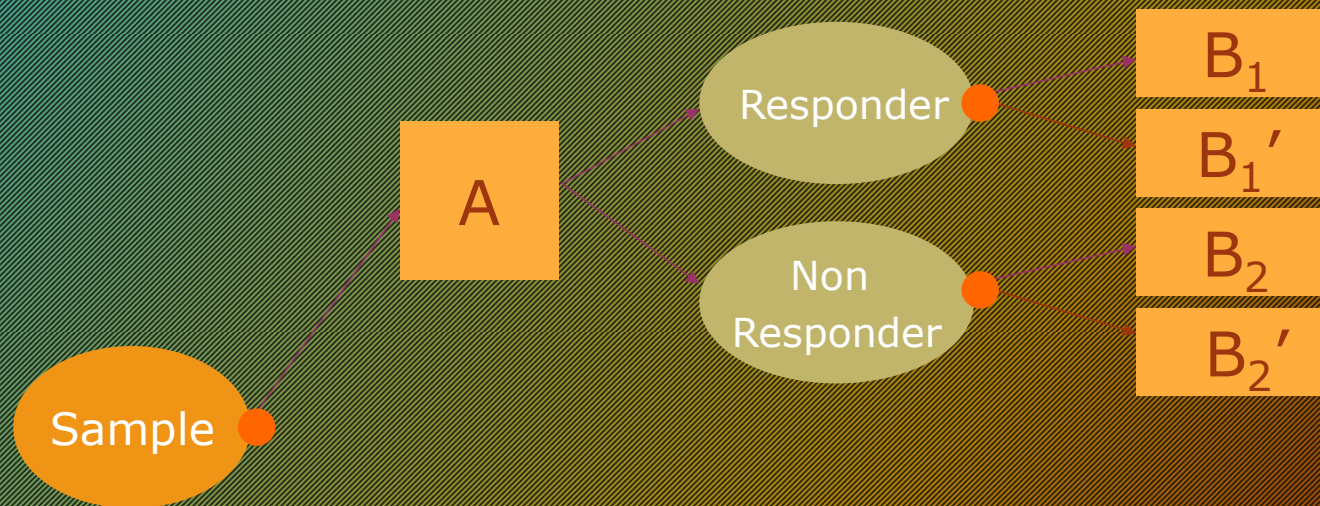 Sample
A
Responder
Non
Responder
B₁
B₁′
B₂
B₂′